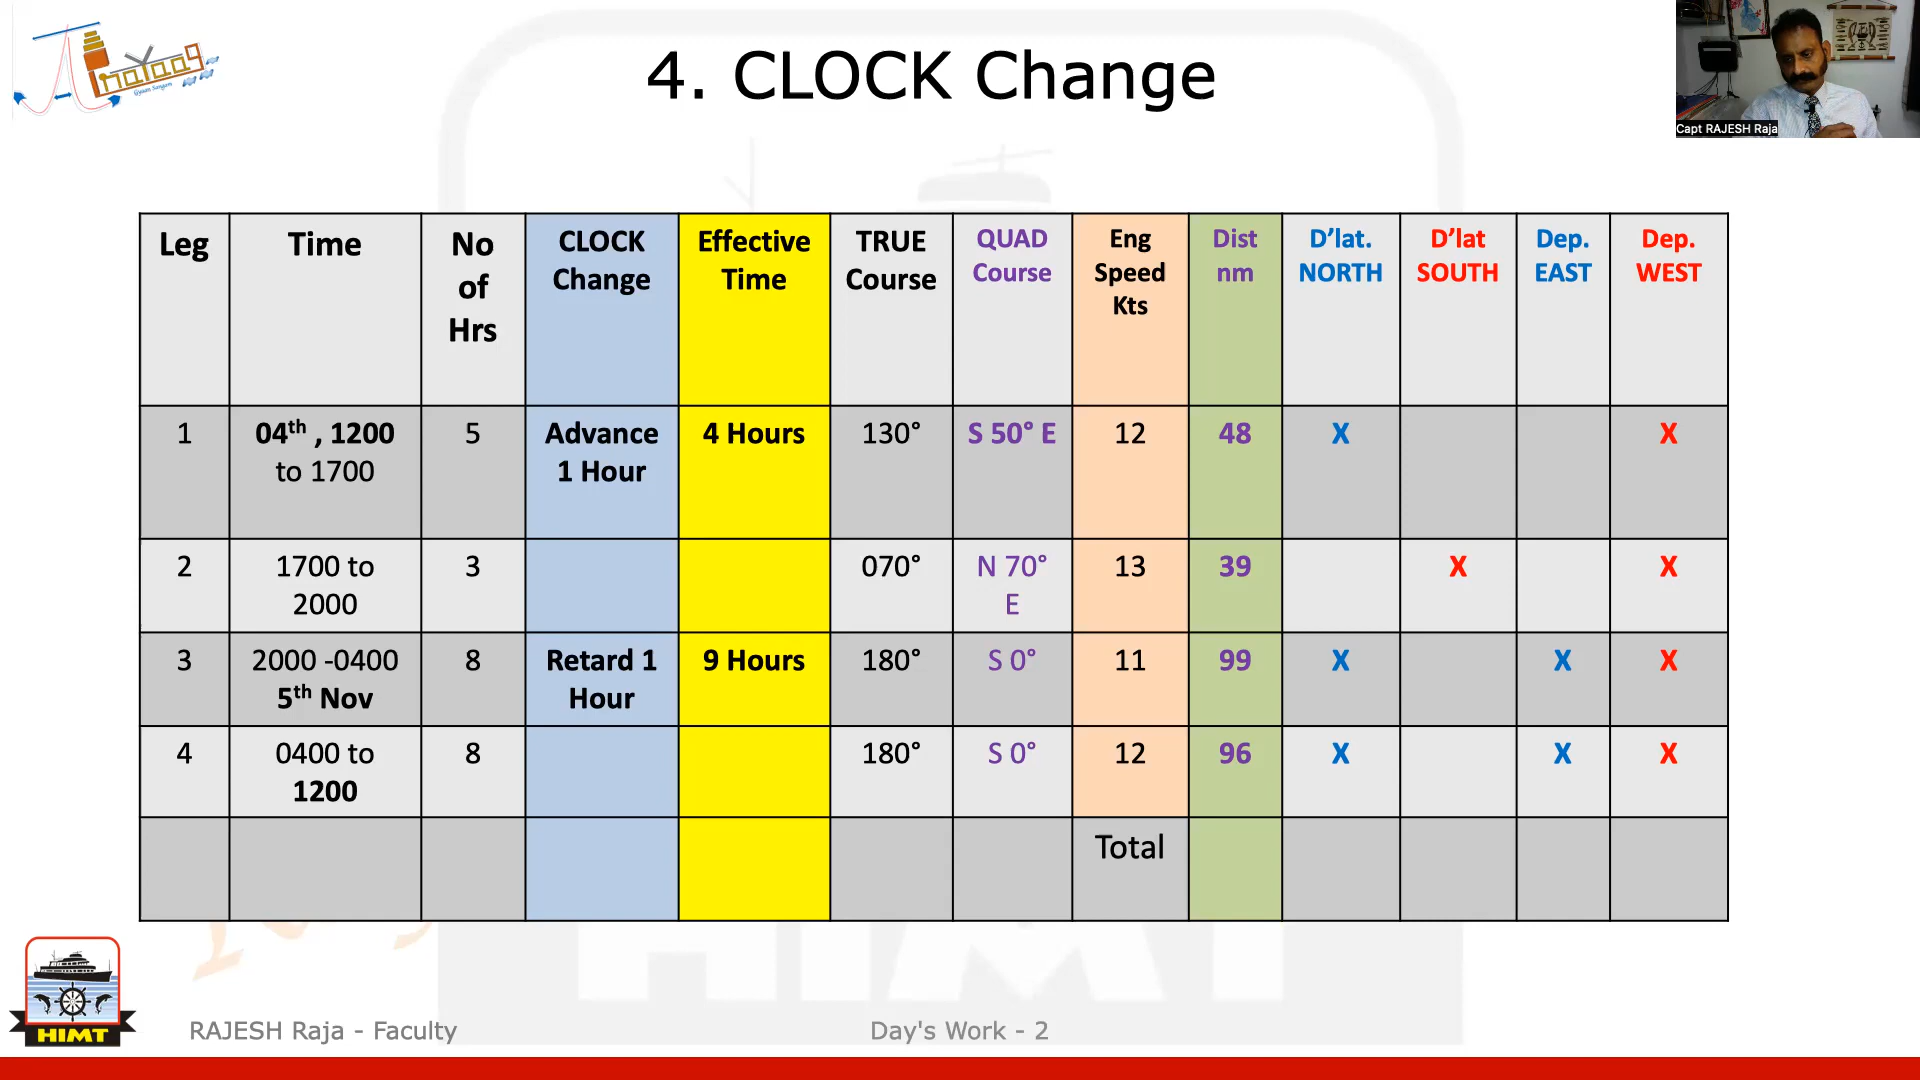 4. CLOCK Change
Anayaag
Gyaan Sangam
Capt RAJESH Raja
Leg
Time
No
of
Hrs
CLOCK
Change
Effective
Time
TRUE
Course
QUAD
Course
Eng
Speed
Kts
Dist
nm
D’lat.
NORTH
D’lat
SOUTH
Dep.
EAST
Dep.
WEST
1
04th , 1200
to 1700
5
Advance
1 Hour
4 Hours
130°
S 50° E
12
48
X
X
2
1700 to
2000
3
070°
N 70°
E
13
39
X
X
3
2000 -0400
5th Nov
8
Retard 1
Hour
9 Hours
180°
S 0°
11
99
X
X
X
4
0400 to
1200
8
180°
S 0°
12
96
X
X
X
Total
HIMT
HIMT
RAJESH Raja - Faculty
Day's Work - 2